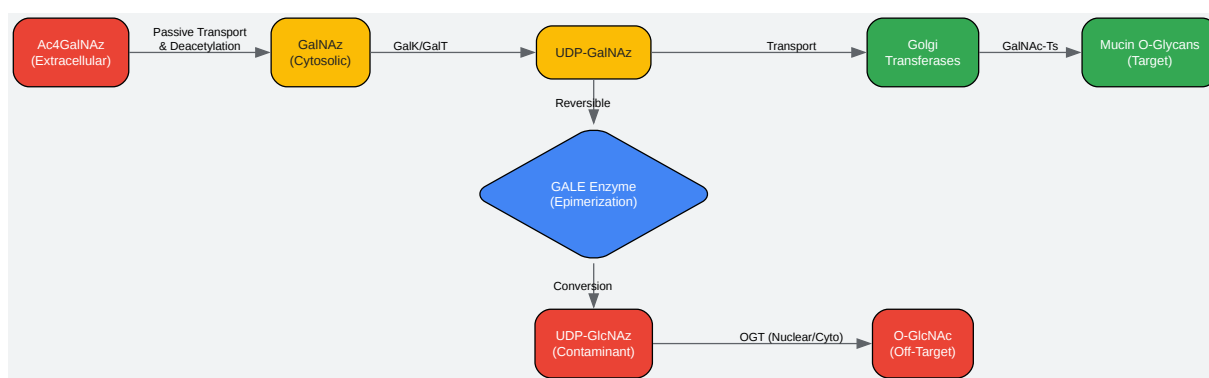 Ac4GalNAz
(Extracellular)
Passive Transport
& Deacetylation
GalNAz
(Cytosolic)
GalK/GalT
UDP-GalNAz
Transport
Golgi
Transferases
GalNAc-Ts
Mucin O-Glycans
(Target)
Reversible
GALE Enzyme
(Epimerization)
Conversion
UDP-GlcNAz
(Contaminant)
OGT (Nuclear/Cyto)
O-GlcNAc
(Off-Target)